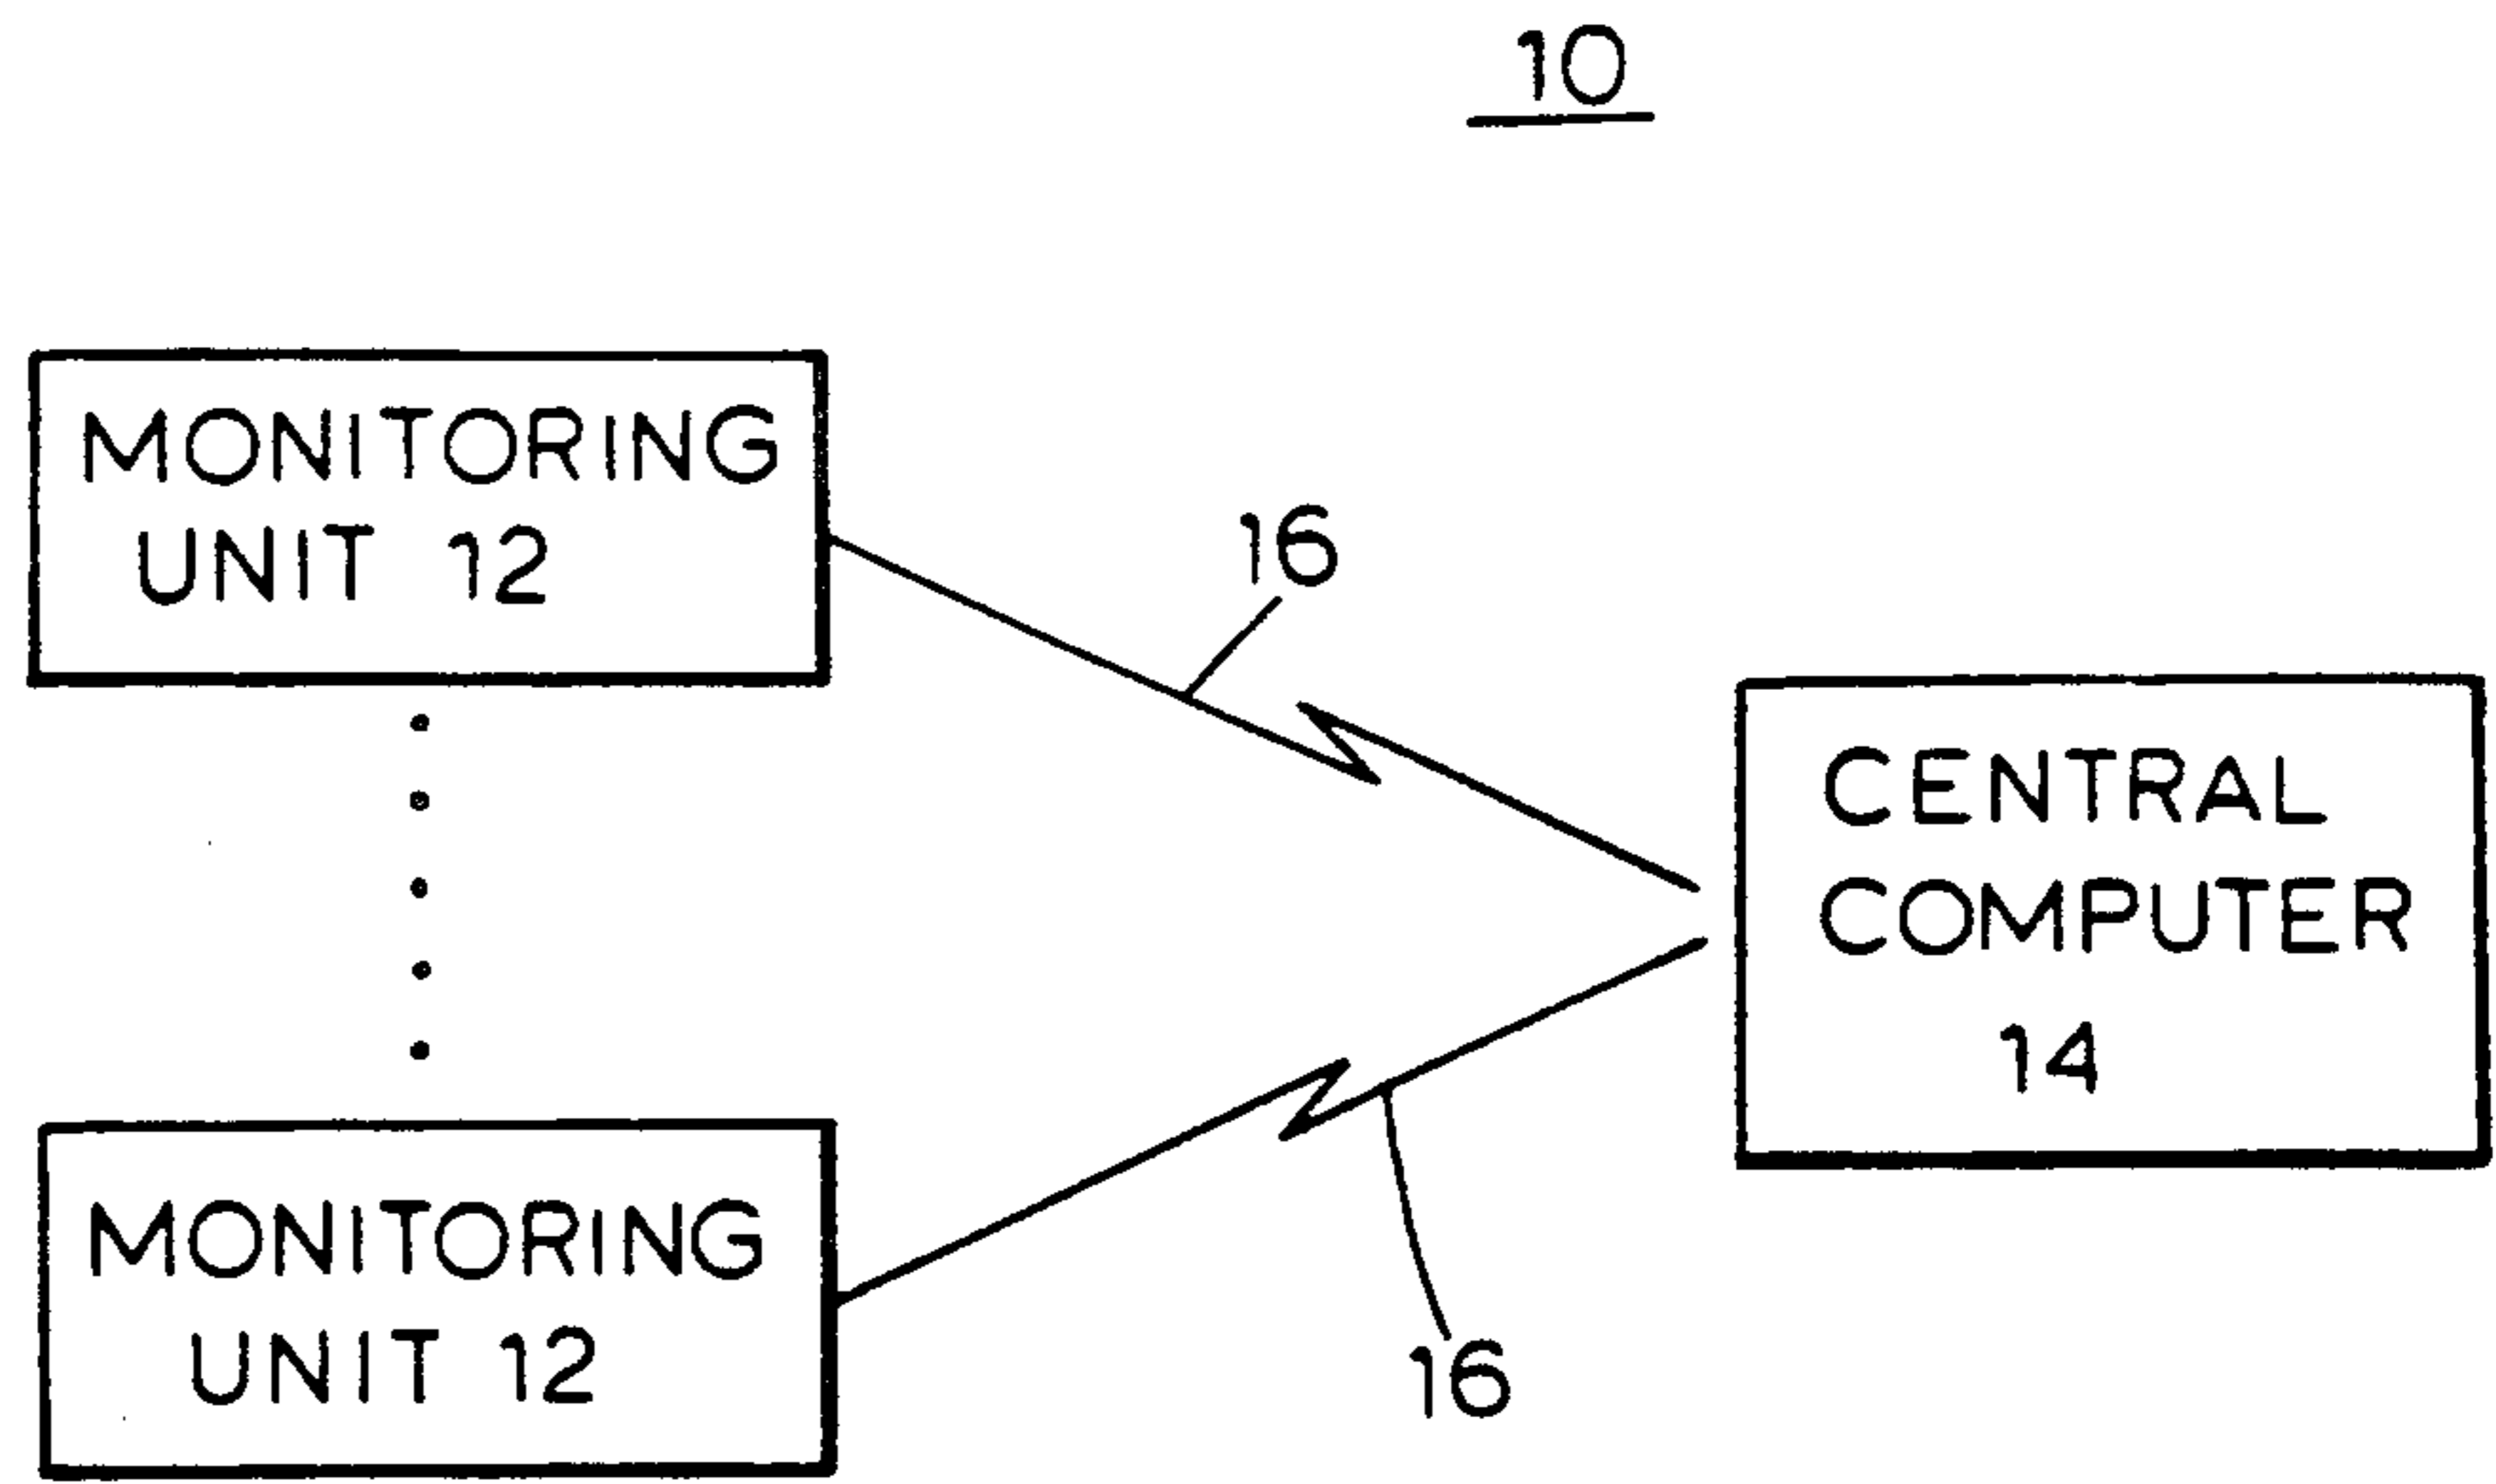 10
MONITORING
UNIT 12
16
CENTRAL
COMPUTER
14
MONITORING
UNIT 12
16